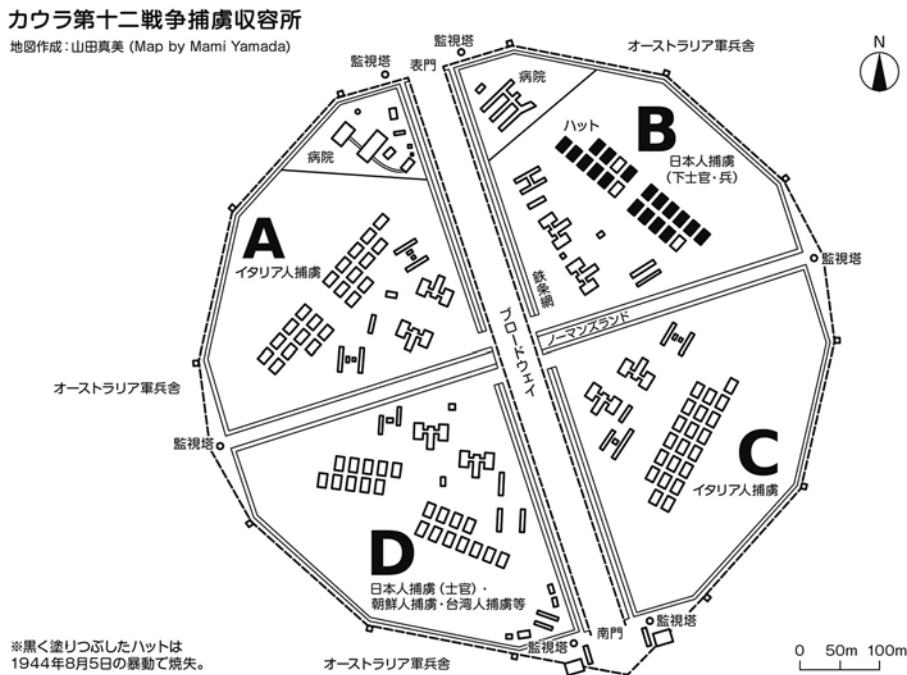 カウラ第十二戦争捕虜収容所
地図作成：山田真美 (Map by Mami Yamada)
監視塔
表門
監視塔
オーストラリア軍兵舎
N
病院
病院
ハット
B
日本人捕虜
（下士官・兵）
A
イタリア人捕虜
監視塔
鉄条網
ブロードウェイ
ノーマンズランド
オーストラリア軍兵舎
監視塔
C
イタリア人捕虜
D
日本人捕虜（士官）・
朝鮮人捕虜・台湾人捕虜等
監視塔
南門
監視塔
オーストラリア軍兵舎
※黒く塗りつぶしたハットは
1944年8月5日の暴動で焼失。
0 50m 100m